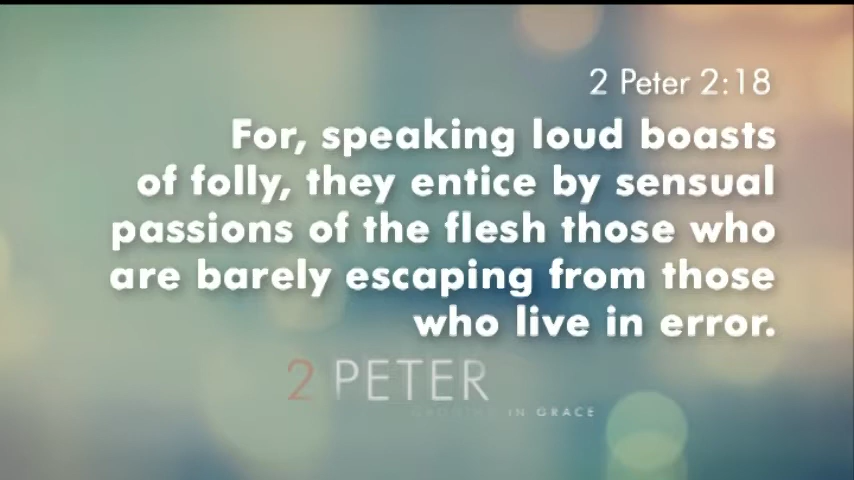 2 Peter 2:18
For, speaking loud boasts
of folly, they entice by sensual
passions of the flesh those who
are barely escaping from those
who live in error.
2 PETER
IN GRACE